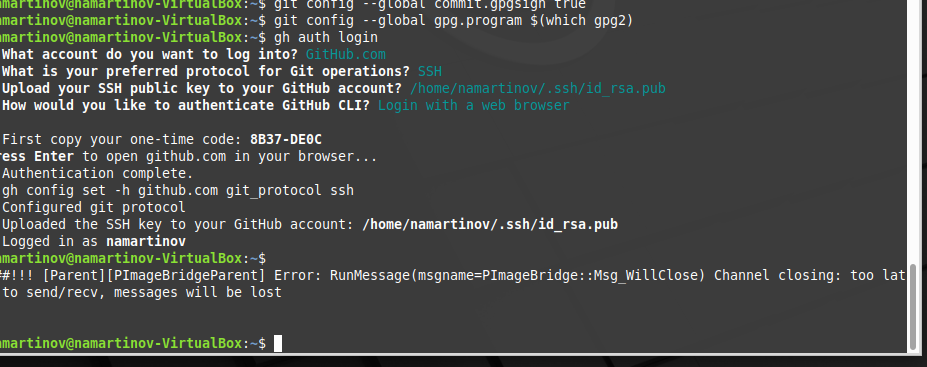 amartinov@namartinov-VirtualBox:~$ git config --global commit.gpgsign true
amartinov@namartinov-VirtualBox:~$ git config --global gpg.program $(which gpg2)
amartinov@namartinov-VirtualBox:~$ gh auth login
What account do you want to log into? GitHub.com
What is your preferred protocol for Git operations? SSH
Upload your SSH public key to your GitHub account? /home/namartinov/.ssh/id_rsa.pub
How would you like to authenticate GitHub CLI? Login with a web browser
First copy your one-time code: 8B37-DE0C
ress Enter to open github.com in your browser...
Authentication complete.
gh config set -h github.com git_protocol ssh
Configured git protocol
Uploaded the SSH key to your GitHub account: /home/namartinov/.ssh/id_rsa.pub
Logged in as namartinov
amartinov@namartinov-VirtualBox:~$
##!!! [Parent][PImageBridgeParent] Error: RunMessage(msgname=PImageBridge::Msg_WillClose) Channel closing: too lat
to send/recv, messages will be lost
amartinov@namartinov-VirtualBox:~$